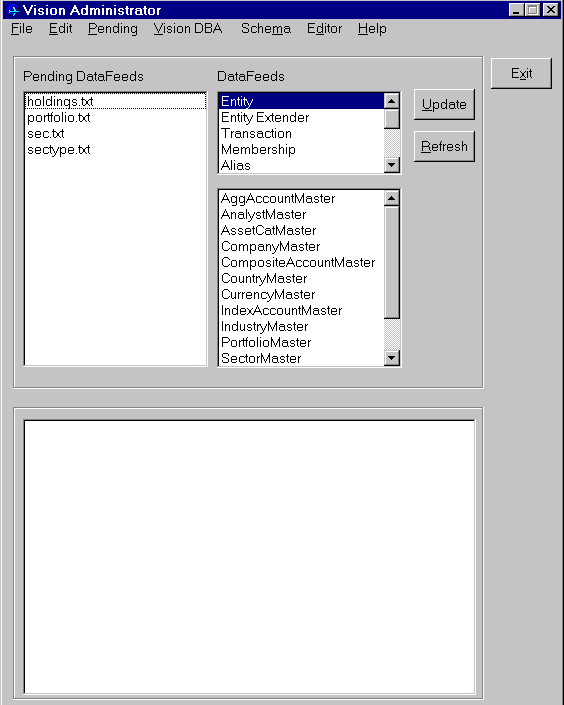 Vision Administrator
File Edit Pending Vision DBA Schema Editor Help
Pending DataFeeds
holdings.txt
portfolio.txt
sec.txt
sectype.txt
DataFeeds
Entity
Entity Extender
Transaction
Membership
Alias
AggAccountMaster
AnalystMaster
AssetCatMaster
CompanyMaster
CompositeAccountMaster
CountryMaster
CurrencyMaster
IndexAccountMaster
IndustryMaster
PortfolioMaster
SectorMaster
Update
Refresh
Exit